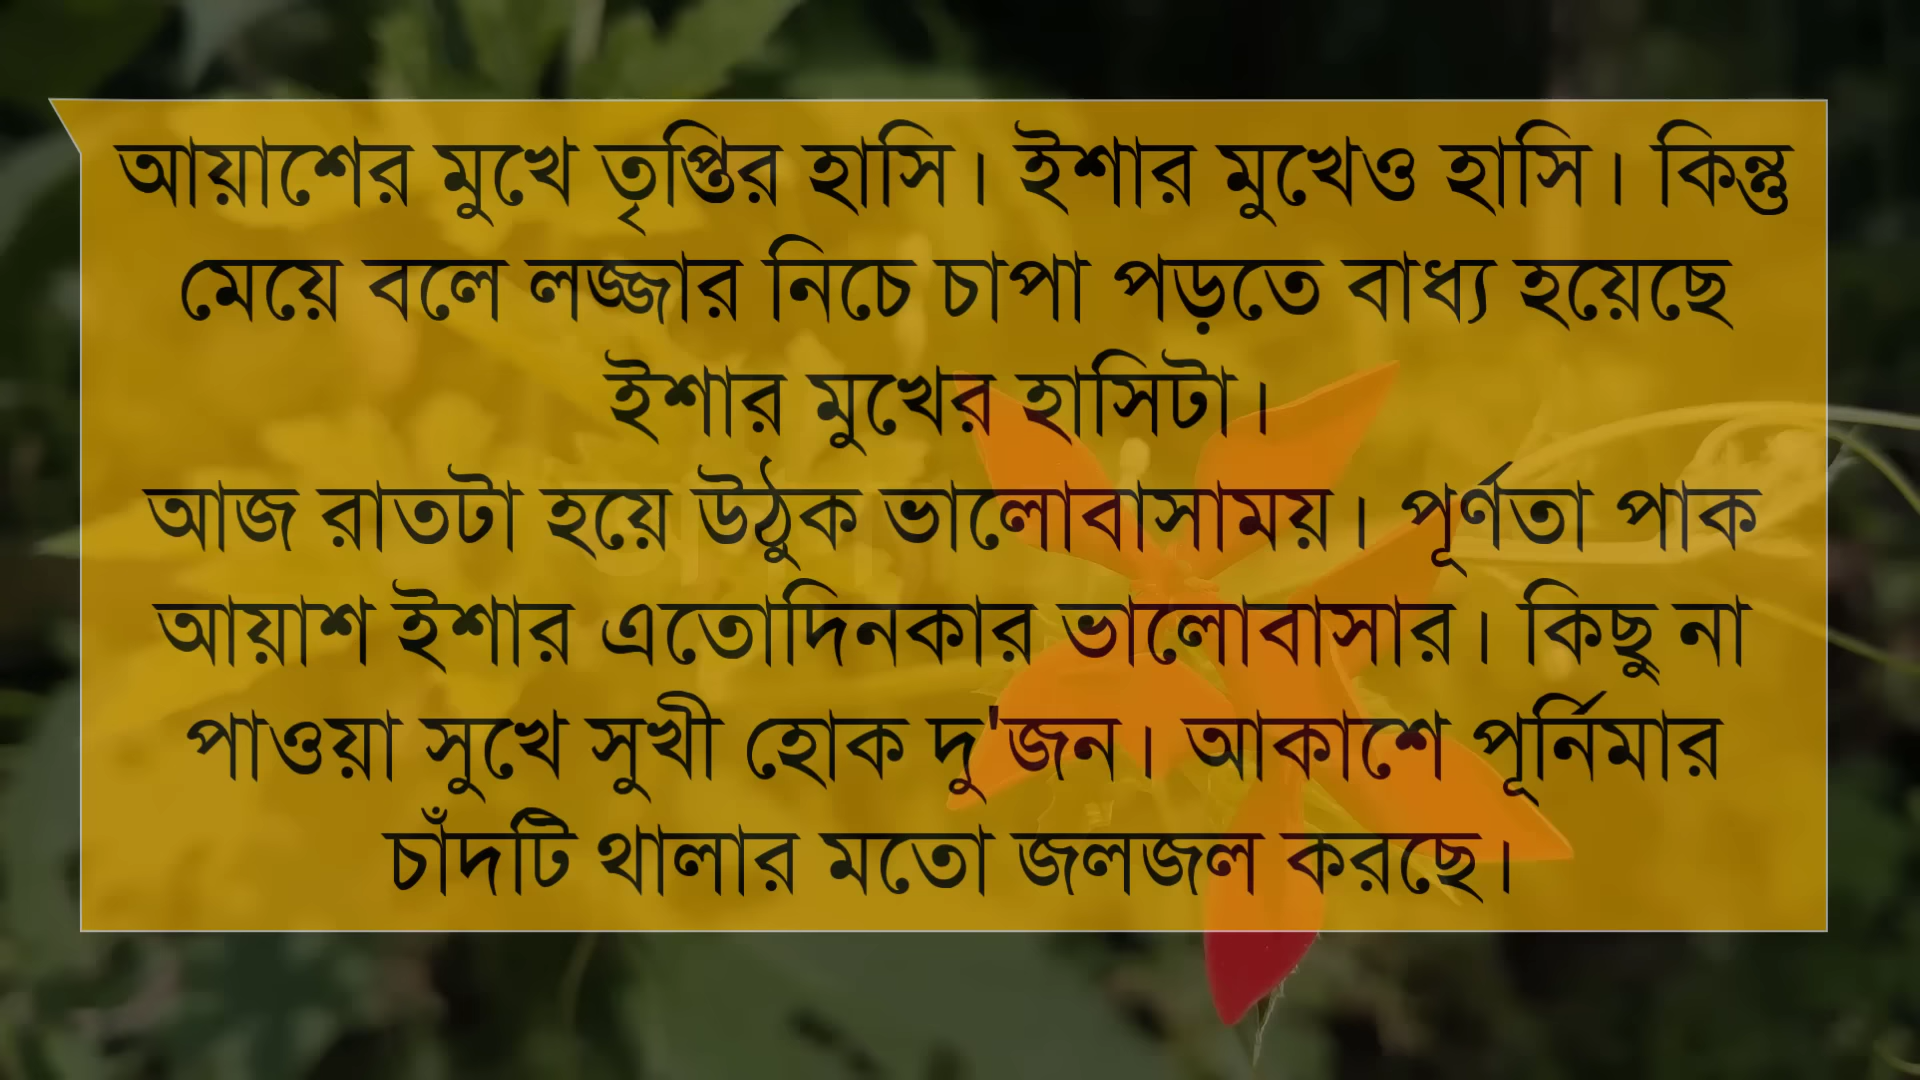 আয়াশের মুখে তৃপ্তির হাসি। ইশার মুখেও হাসি। কিন্তু
মেয়ে বলে লজ্জার নিচে চাপা পড়তে বাধ্য হয়েছে
ইশার মুখের হাসিটা।
আজ রাতটা হয়ে উঠুক ভালোবাসাময়। পূর্ণতা পাক
আয়াশ ইশার এতোদিনকার ভালোবাসার। কিছু না
পাওয়া সুখে সুখী হোক দু'জন। আকাশে পূর্নিমার
চাঁদটি থালার মতো জলজল করছে।